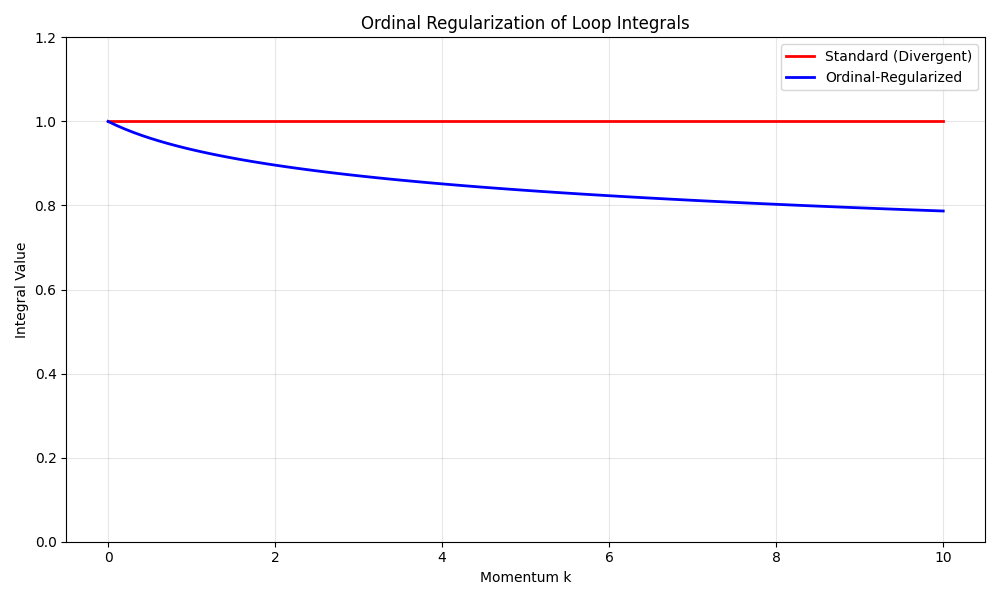 Ordinal Regularization of Loop Integrals
Standard (Divergent)
Ordinal-Regularized
Integral Value
1.2
1.0
0.8
0.6
0.4
0.2
0.0
0 2 4 6 8 10
Momentum k